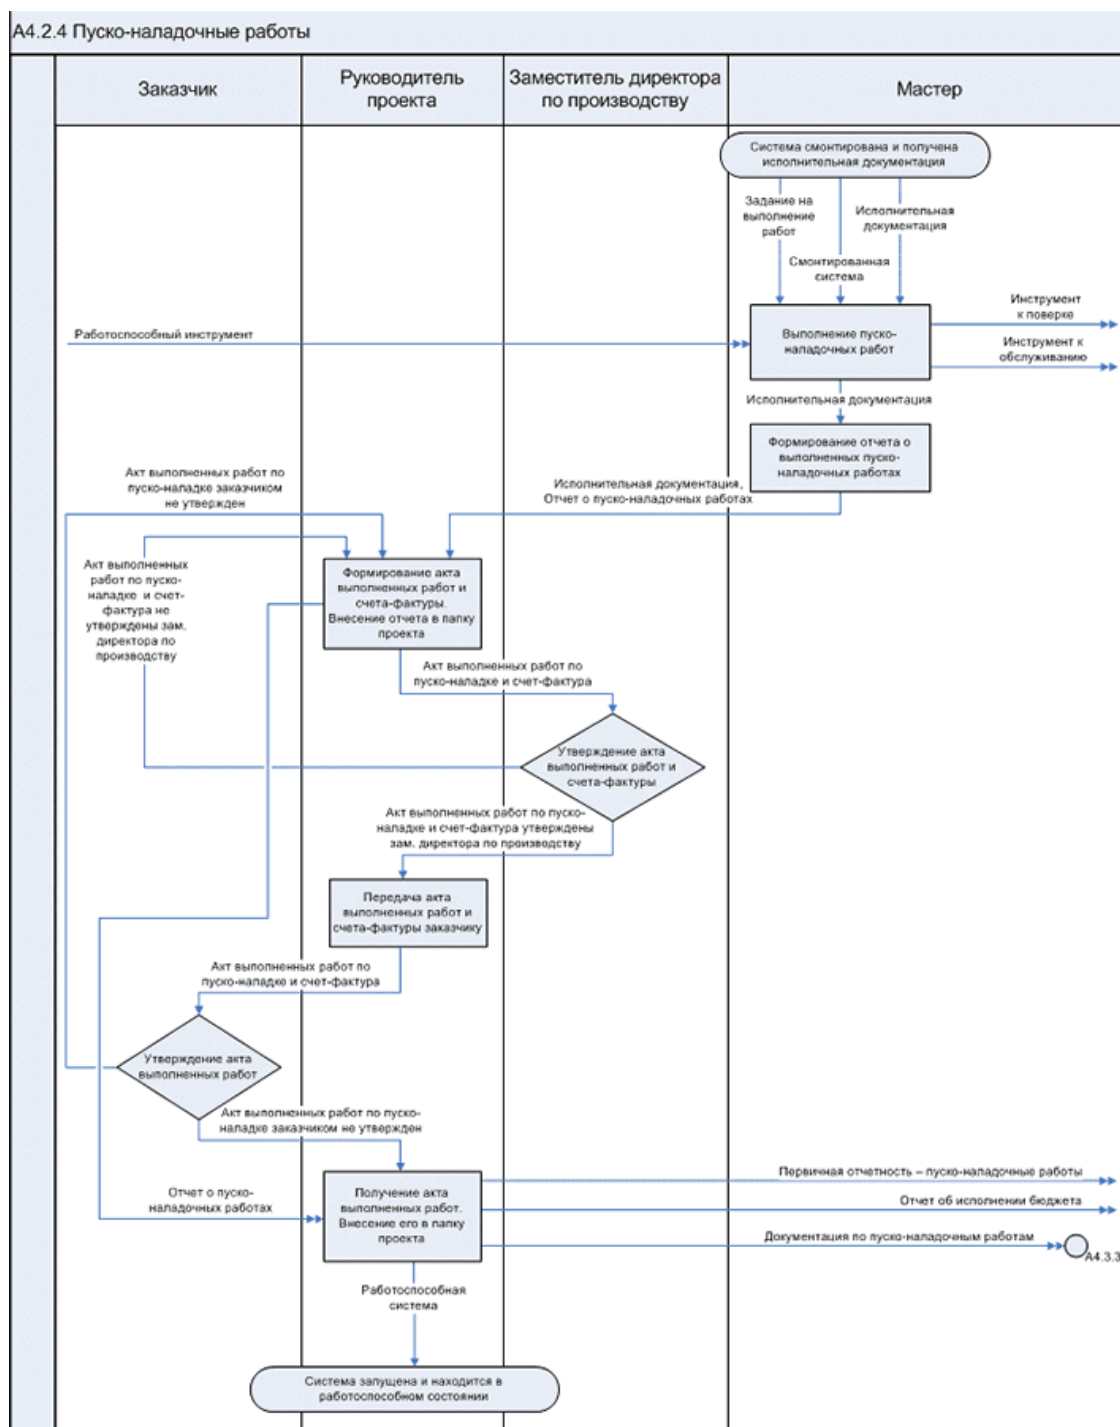 А4.2.4 Пуско-наладочные работы
Заказчик
Руководитель
проекта
Заместитель директора
по производству
Мастер
Система смонтирована и получена
исполнительная документация
Задание на
выполнение
работ
Исполнительная
документация
Смонтированная
система
Инструмент
к поверке
Работоспособный инструмент
Выполнение пуско-
наладочных работ
Инструмент к
обслуживанию
Исполнительная документация
Формирование отчета о
выполненных пуско-
наладочных работах
Акт выполненных работ по
пуско-наладке заказчиком
не утвержден
Исполнительная документация,
Отчет о пуско-наладочных работах
Акт выполненных
работ по пуско-
наладке и счет-
фактура не
утверждены зам.
директора по
производству
Формирование акта
выполненных работ и
счета-фактуры.
Внесение отчета в папку
проекта
Акт выполненных работ по
пуско-наладке и счет-фактура
Утверждение акта
выполненных работ и
счета-фактуры
Акт выполненных работ по пуско-
наладке и счет-фактура утверждены
зам. директора по производству
Передача акта
выполненных работ и
счета-фактуры заказчику
Акт выполненных работ по
пуско-наладке и счет-фактура
Утверждение акта
выполненных работ
Акт выполненных работ по пуско-
наладке заказчиком не утвержден
Первичная отчетность – пуско-наладочные работы
Отчет о пуско-
наладочных работах
Получение акта
выполненных работ.
Внесение его в папку
проекта
Отчет об исполнении бюджета
Документация по пуско-наладочным работам
А4.3.3
Работоспособная
система
Система запущена и находится в
работоспособном состоянии